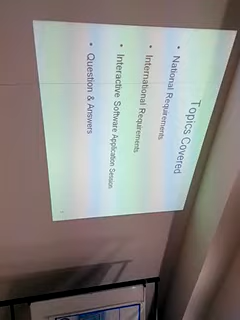 Topics Covered
• National Requirements
• International Requirements
• Interactive Software Application Session
• Question & Answers